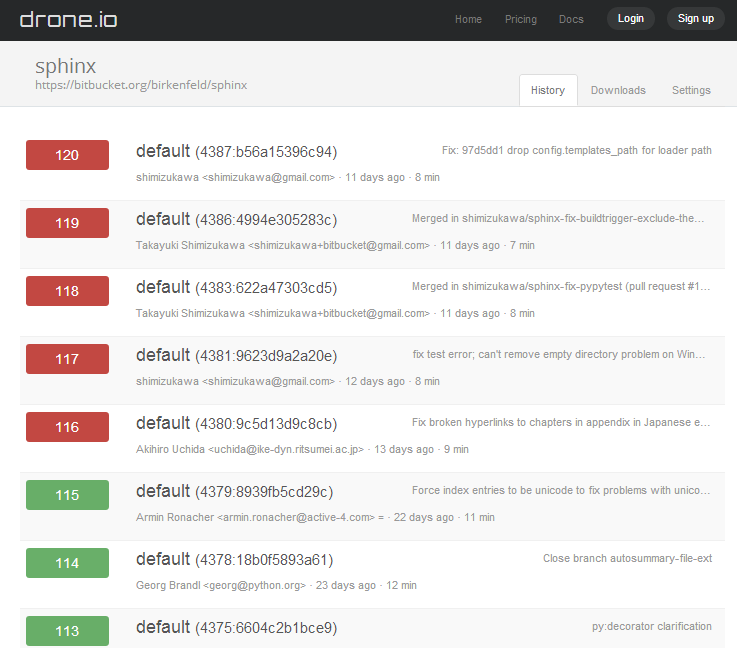 drone.io
Home Pricing Docs Login Sign up
sphinx
https://bitbucket.org/birkenfeld/sphinx
History Downloads Settings
120 default (4387:b56a15396c94) Fix: 97d5dd1 drop config.templates_path for loader path
shimizukawa <shimizukawa@gmail.com> · 11 days ago · 8 min
119 default (4386:4994e305283c) Merged in shimizukawa/sphinx-fix-buildtrigger-exclude-the…
Takayuki Shimizukawa <shimizukawa+bitbucket@gmail.com> · 11 days ago · 7 min
118 default (4383:622a47303cd5) Merged in shimizukawa/sphinx-fix-pypytest (pull request #1…
Takayuki Shimizukawa <shimizukawa+bitbucket@gmail.com> · 11 days ago · 8 min
117 default (4381:9623d9a2a20e) fix test error; can't remove empty directory problem on Win…
shimizukawa <shimizukawa@gmail.com> · 12 days ago · 8 min
116 default (4380:9c5d13d9c8cb) Fix broken hyperlinks to chapters in appendix in Japanese e…
Akihiro Uchida <uchida@ike-dyn.ritsumei.ac.jp> · 13 days ago · 9 min
115 default (4379:8939fb5cd29c) Force index entries to be unicode to fix problems with unico…
Armin Ronacher <armin.ronacher@active-4.com> = · 22 days ago · 11 min
114 default (4378:18b0f5893a61) Close branch autosummary-file-ext
Georg Brandl <georg@python.org> · 23 days ago · 12 min
113 default (4375:6604c2b1bce9) py:decorator clarification